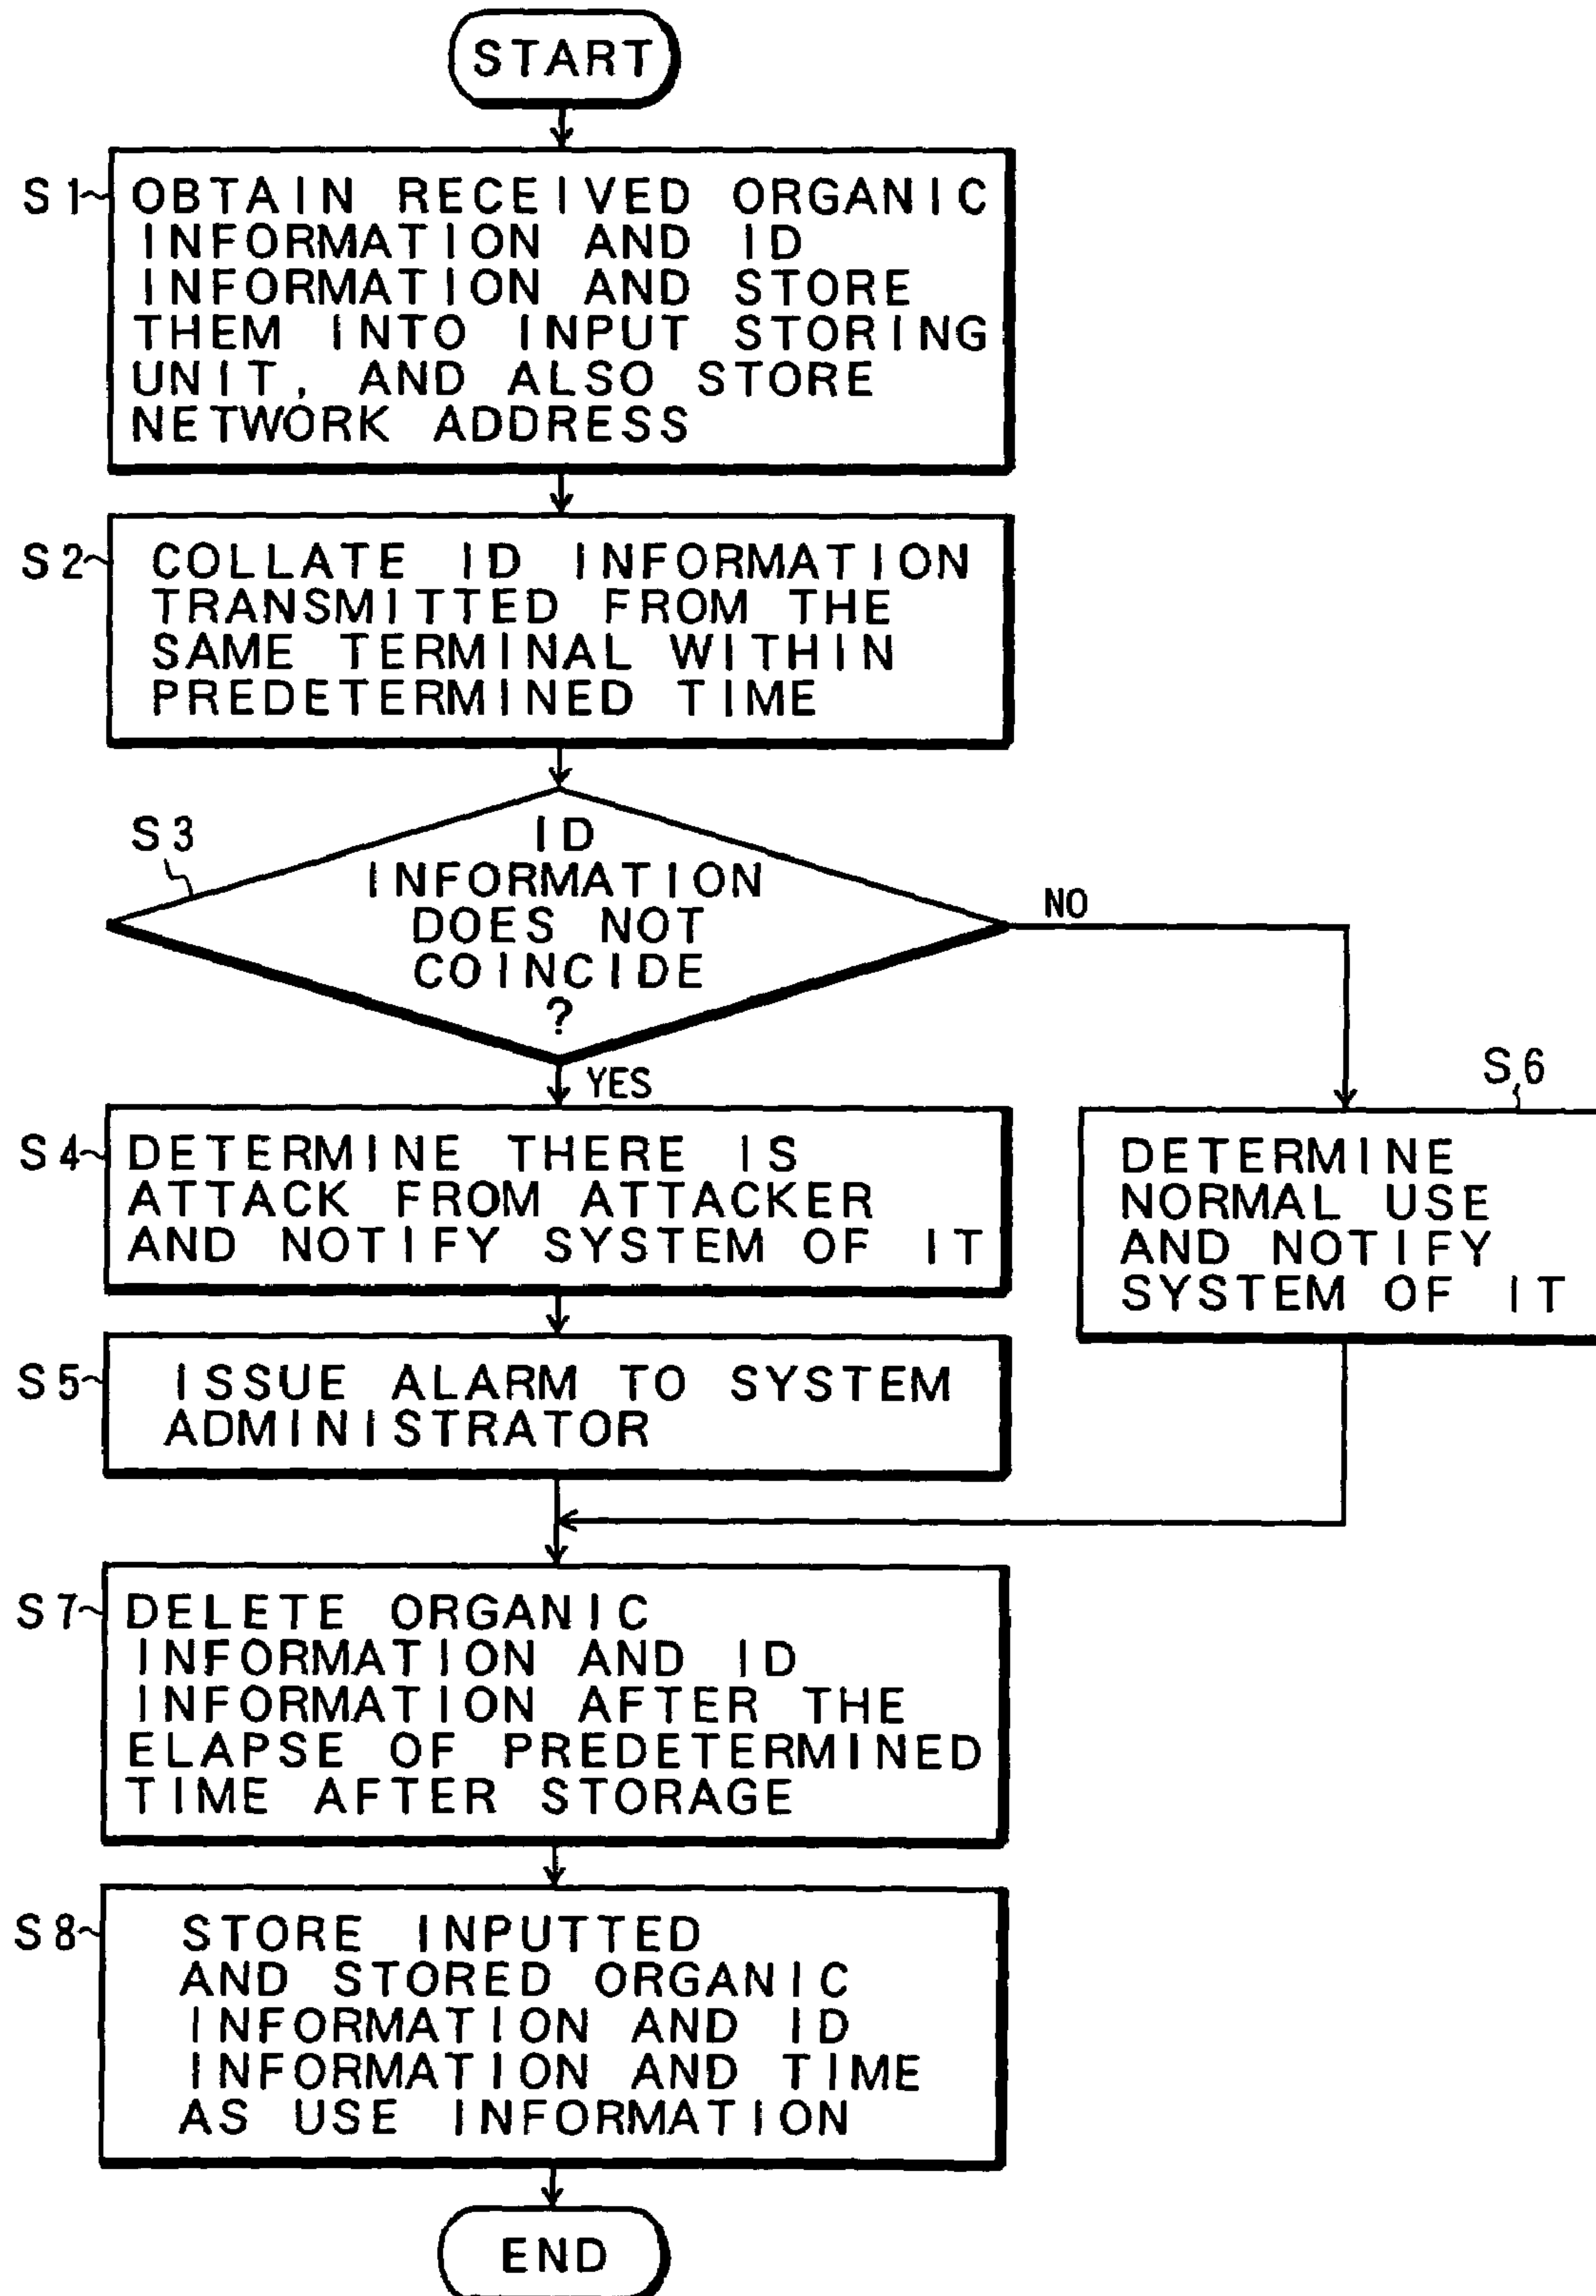 START
S1
OBTAIN RECEIVED ORGANIC
INFORMATION AND ID
INFORMATION AND STORE
THEM INTO INPUT STORING
UNIT, AND ALSO STORE
NETWORK ADDRESS
S2
COLLATE ID INFORMATION
TRANSMITTED FROM THE
SAME TERMINAL WITHIN
PREDETERMINED TIME
S3
ID
INFORMATION
DOES NOT
COINCIDE
?
NO
YES
S4
DETERMINE THERE IS
ATTACK FROM ATTACKER
AND NOTIFY SYSTEM OF IT
S5
ISSUE ALARM TO SYSTEM
ADMINISTRATOR
S6
DETERMINE
NORMAL USE
AND NOTIFY
SYSTEM OF IT
S7
DELETE ORGANIC
INFORMATION AND ID
INFORMATION AFTER THE
ELAPSE OF PREDETERMINED
TIME AFTER STORAGE
S8
STORE INPUTTED
AND STORED ORGANIC
INFORMATION AND ID
INFORMATION AND TIME
AS USE INFORMATION
END